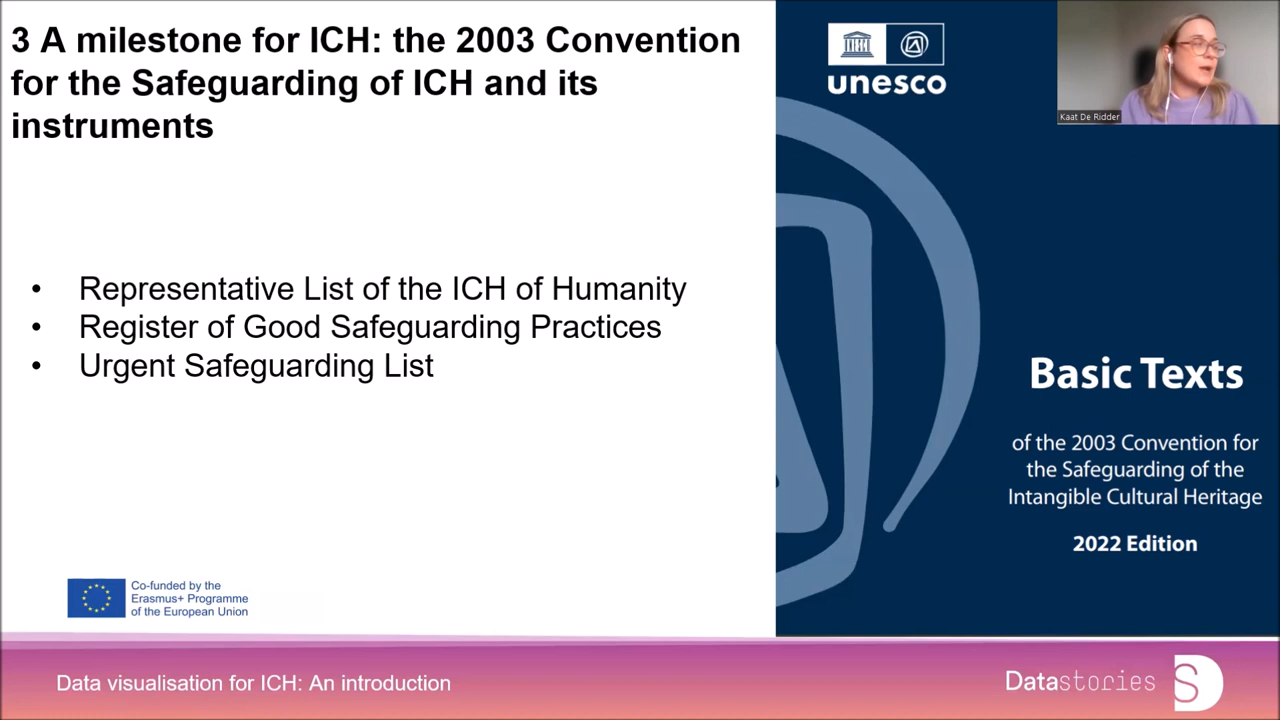 3 A milestone for ICH: the 2003 Convention
for the Safeguarding of ICH and its
instruments
• Representative List of the ICH of Humanity
• Register of Good Safeguarding Practices
• Urgent Safeguarding List
unesco
Kaat De Ridder
Basic Texts
of the 2003 Convention for
the Safeguarding of the
Intangible Cultural Heritage
2022 Edition
Co-funded by the
Erasmus+ Programme
of the European Union
Data visualisation for ICH: An introduction
Datastories